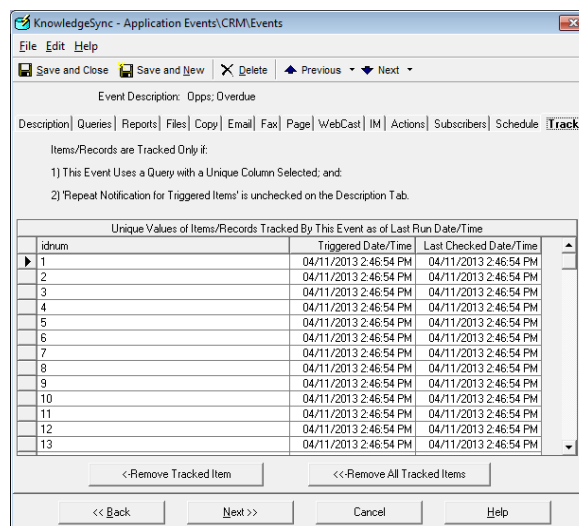 KnowledgeSync - Application Events\CRM\Events
File Edit Help
Save and Close Save and New Delete Previous Next
Event Description: Opps; Overdue
Description Queries Reports Files Copy Email Fax Page WebCast IM Actions Subscribers Schedule Track
Items/Records are Tracked Only if:
1) This Event Uses a Query with a Unique Column Selected; and:
2) 'Repeat Notification for Triggered Items' is unchecked on the Description Tab.
Unique Values of Items/Records Tracked By This Event as of Last Run Date/Time
idnum Triggered Date/Time Last Checked Date/Time
1 04/11/2013 2:46:54 PM 04/11/2013 2:46:54 PM
2 04/11/2013 2:46:54 PM 04/11/2013 2:46:54 PM
3 04/11/2013 2:46:54 PM 04/11/2013 2:46:54 PM
4 04/11/2013 2:46:54 PM 04/11/2013 2:46:54 PM
5 04/11/2013 2:46:54 PM 04/11/2013 2:46:54 PM
6 04/11/2013 2:46:54 PM 04/11/2013 2:46:54 PM
7 04/11/2013 2:46:54 PM 04/11/2013 2:46:54 PM
8 04/11/2013 2:46:54 PM 04/11/2013 2:46:54 PM
9 04/11/2013 2:46:54 PM 04/11/2013 2:46:54 PM
10 04/11/2013 2:46:54 PM 04/11/2013 2:46:54 PM
11 04/11/2013 2:46:54 PM 04/11/2013 2:46:54 PM
12 04/11/2013 2:46:54 PM 04/11/2013 2:46:54 PM
13 04/11/2013 2:46:54 PM 04/11/2013 2:46:54 PM
<-Remove Tracked Item <<-Remove All Tracked Items
<< Back Next >> Cancel Help